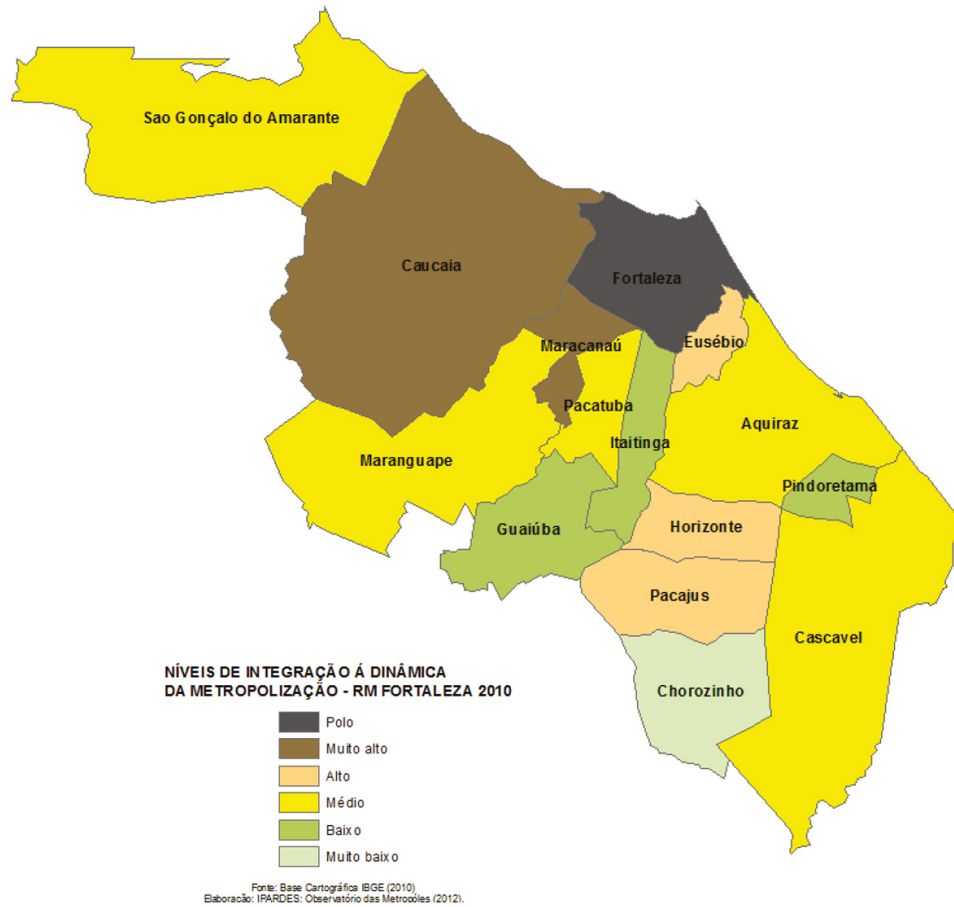 Sao Gonçalo do Amarante
Caucaia
Fortaleza
Eusébio
Maracanaú
Pacatuba
Itaitinga
Aquiraz
Maranguape
Pindoretama
Guaiúba
Horizonte
Pacajus
Cascavel
Chorozinho
NÍVEIS DE INTEGRAÇÃO Á DINÂMICA
DA METROPOLIZAÇÃO - RM FORTALEZA 2010
Polo
Muito alto
Alto
Médio
Baixo
Muito baixo
Fonte: Base Cartográfica IBGE (2010)
Elaboração: IPARDES: Observatório das Metropóles (2012).